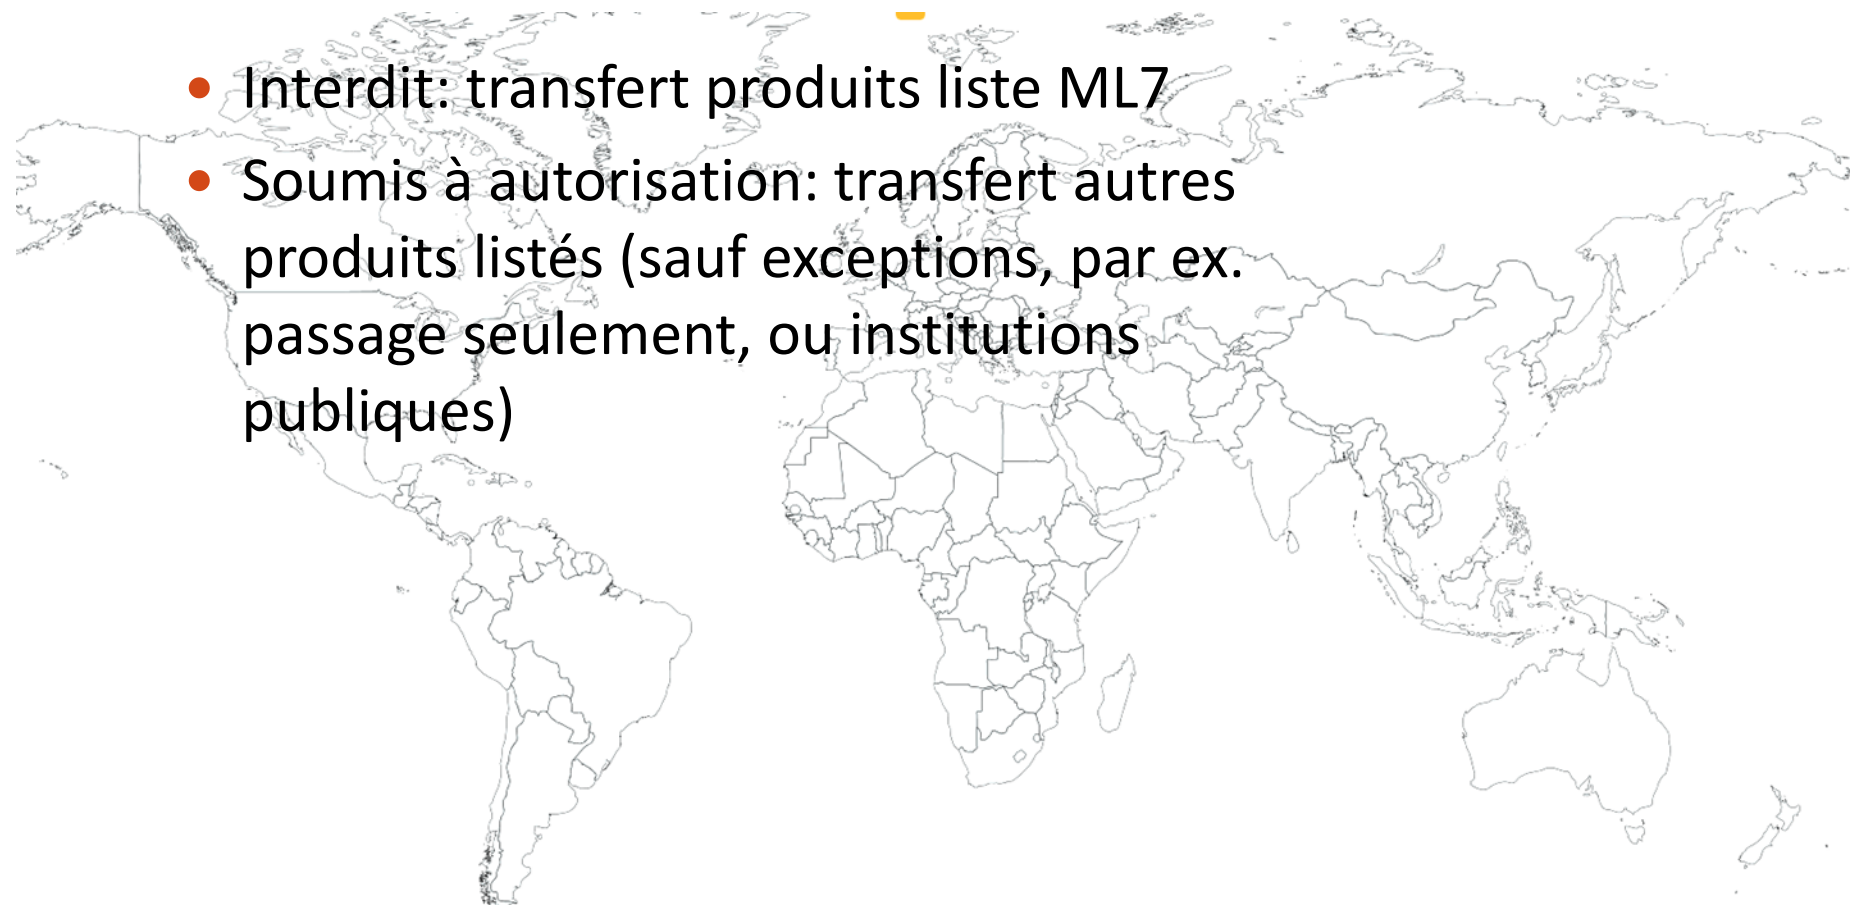 • Interdit: transfert produits liste ML7
• Soumis à autorisation: transfert autres
produits listés (sauf exceptions, par ex.
passage seulement, ou institutions
publiques)